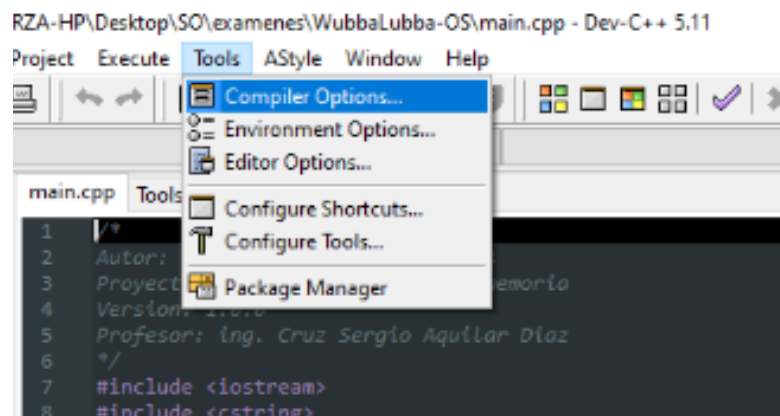 RZA-HP\Desktop\SO\examenes\WubbaLubba-OS\main.cpp - Dev-C++ 5.11
Project Execute Tools AStyle Window Help
Compiler Options...
Environment Options...
Editor Options...
Configure Shortcuts...
Configure Tools...
Package Manager
main.cpp Tools
1 /*
2 Autor:
3 Proyect emoria
4 Version:
5 Profesor: ing. Cruz Sergio Aquilar Diaz
6 */
7 #include <iostream>
8 #include <cstring>